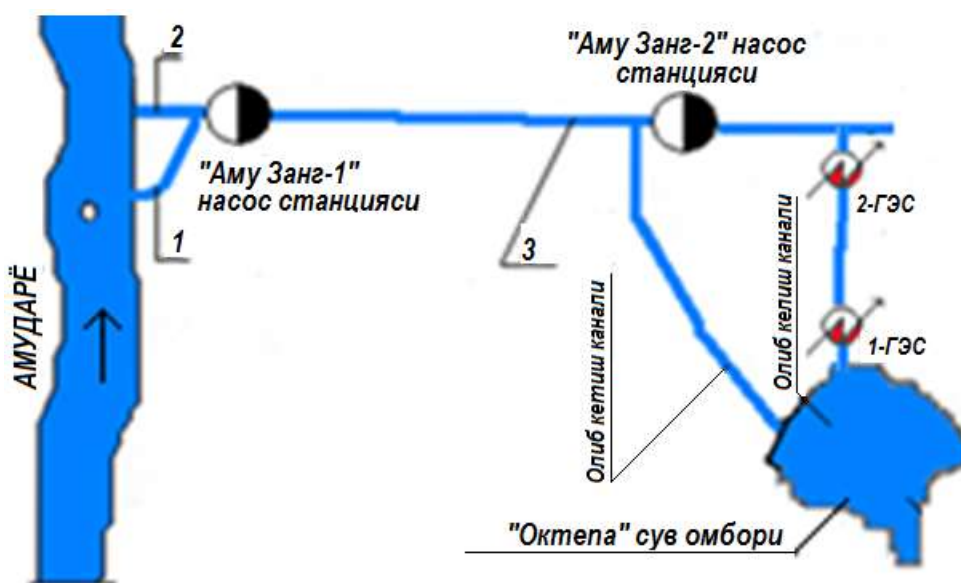 2
"Аму Занг-2" насос
станцияси
"Аму Занг-1"
насос станцияси
1
3
2-ГЭС
1-ГЭС
АМУДАРЁ
Олиб кетиш канали
Олиб келиш канали
"Октепа" сув омбори